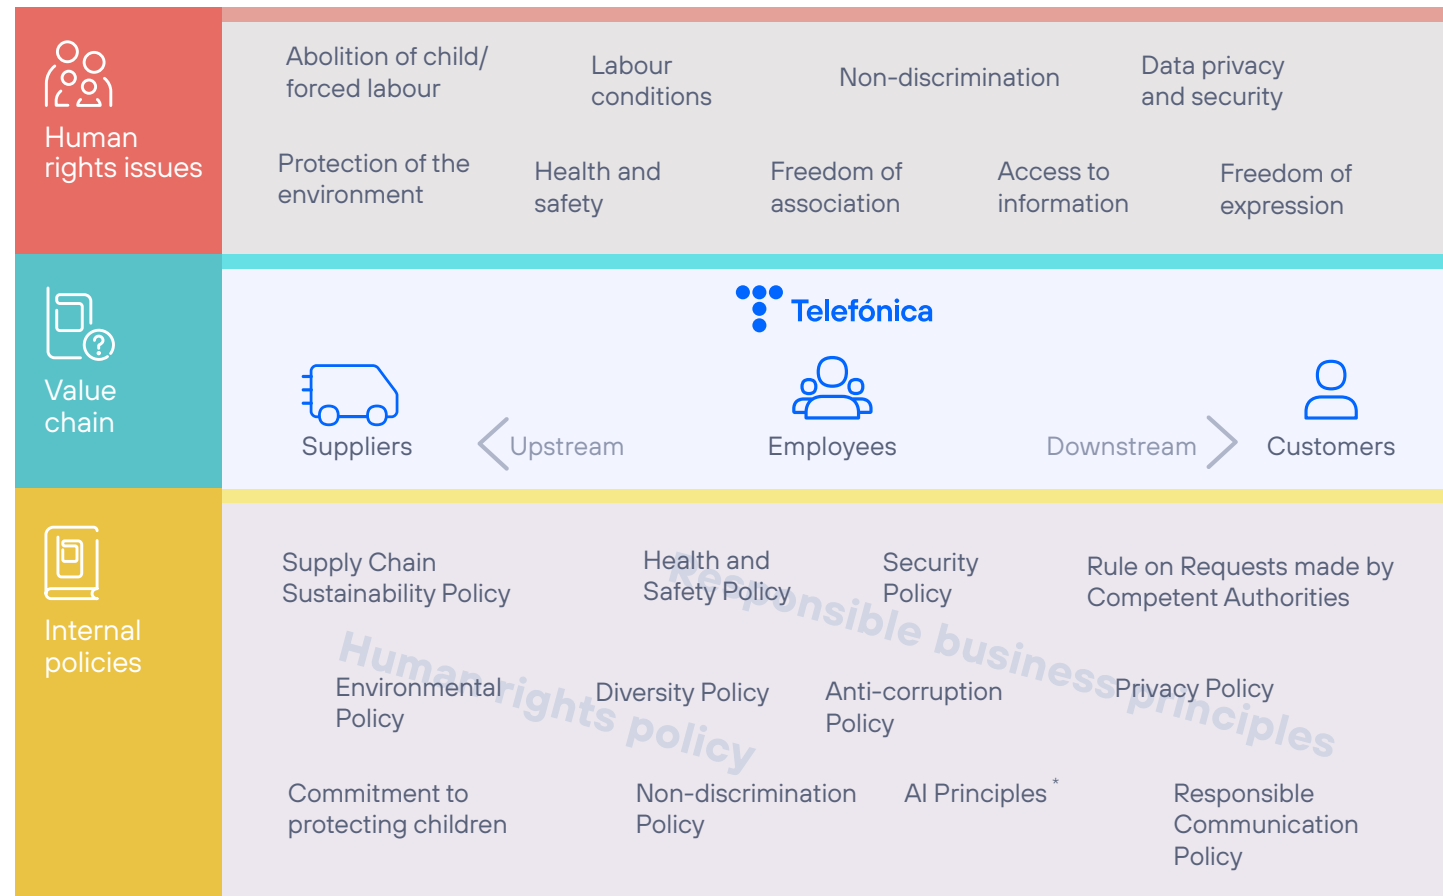 Human
rights issues
Abolition of child/
forced labour
Labour
conditions
Non-discrimination
Data privacy
and security
Protection of the
environment
Health and
safety
Freedom of
association
Access to
information
Freedom of
expression
Value
chain
Telefónica
Suppliers
Upstream
Employees
Downstream
Customers
Internal
policies
Supply Chain
Sustainability Policy
Health and
Safety Policy
Security
Policy
Rule on Requests made by
Competent Authorities
Responsible business principles
Human rights policy
Environmental
Policy
Diversity Policy
Anti-corruption
Policy
Privacy Policy
Commitment to
protecting children
Non-discrimination
Policy
AI Principles *
Responsible
Communication
Policy